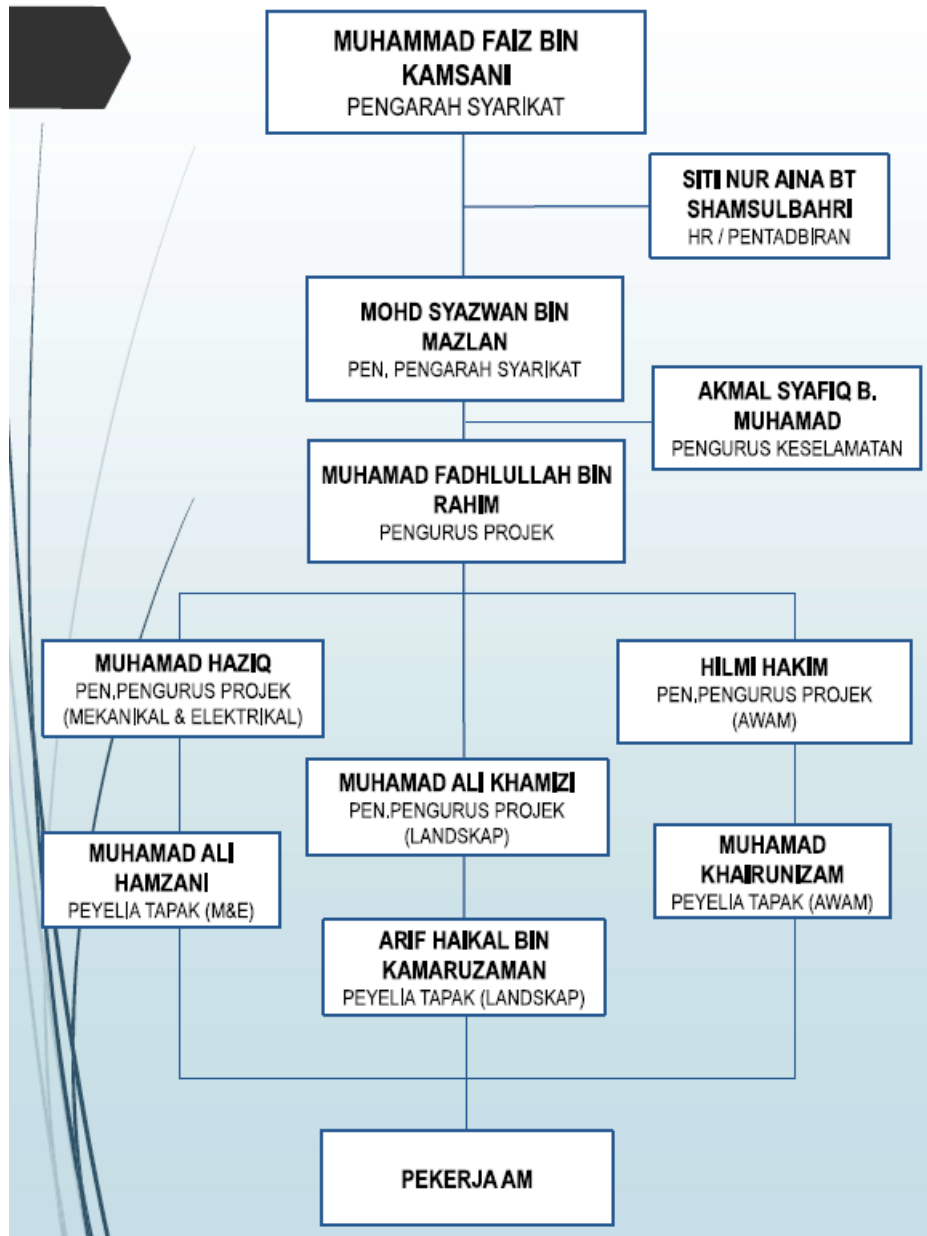 MUHAMMAD FAIZ BIN
KAMSANI
PENGARAH SYARIKAT
SITI NUR AINA BT
SHAMSULBAHRI
HR / PENTADBIRAN
MOHD SYAZWAN BIN
MAZLAN
PEN. PENGARAH SYARIKAT
AKMAL SYAFIQ B.
MUHAMAD
PENGURUS KESELAMATAN
MUHAMAD FADHLULLAH BIN
RAHIM
PENGURUS PROJEK
MUHAMAD HAZIQ
PEN.PENGURUS PROJEK
(MEKANIKAL & ELEKTRIKAL)
HILMI HAKIM
PEN.PENGURUS PROJEK
(AWAM)
MUHAMAD ALI KHAMIZI
PEN.PENGURUS PROJEK
(LANDSKAP)
MUHAMAD ALI
HAMZANI
PEYELIA TAPAK (M&E)
MUHAMAD
KHAIRUNIZAM
PEYELIA TAPAK (AWAM)
ARIF HAIKAL BIN
KAMARUZAMAN
PEYELIA TAPAK (LANDSKAP)
PEKERJA AM